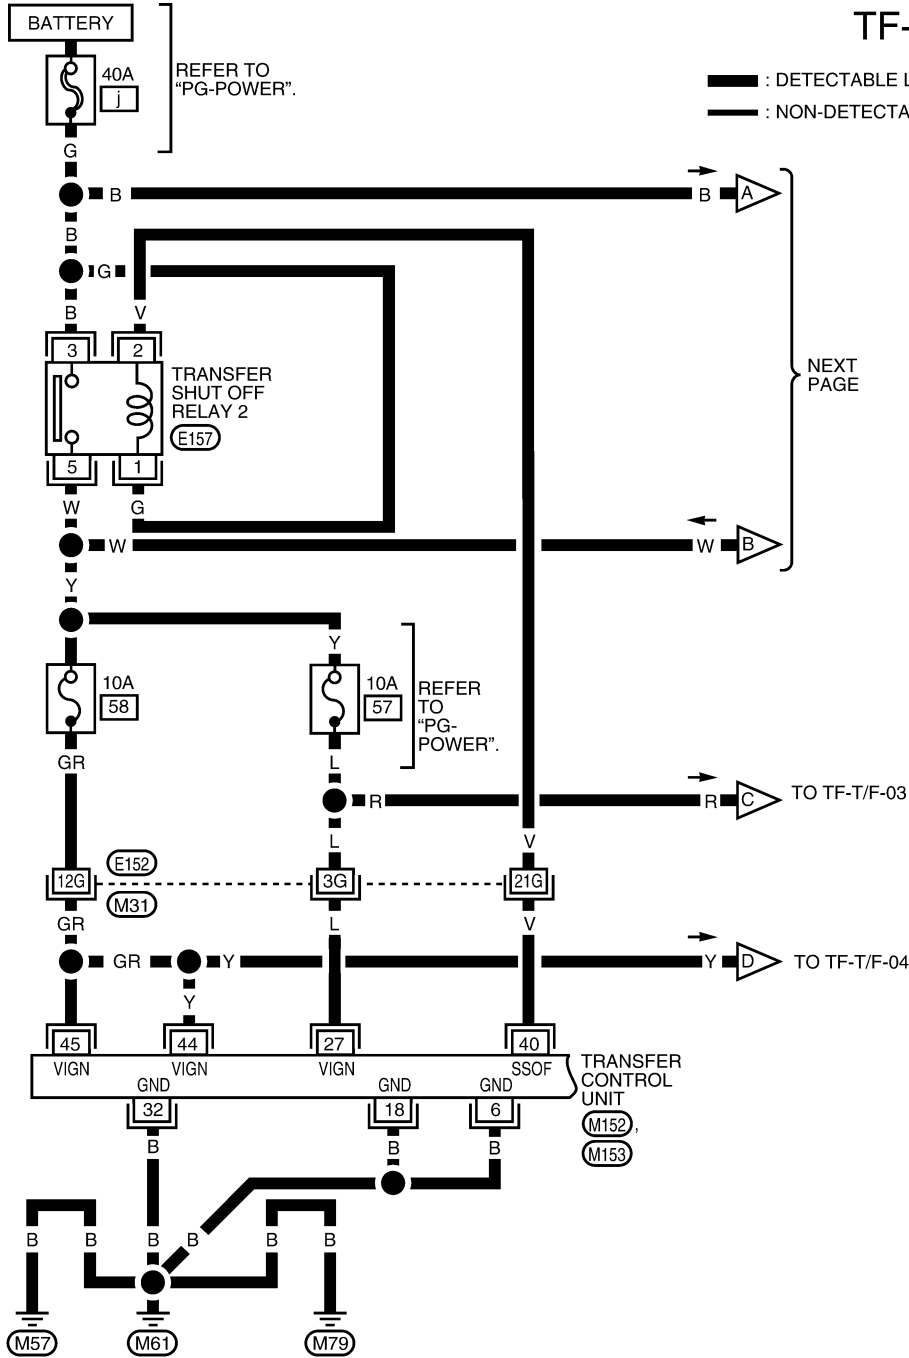 BATTERY
TF-
40A
j
REFER TO
“PG-POWER”.
: DETECTABLE L
: NON-DETECTA
G
B
B
A
B
G
B
V
3
2
TRANSFER
SHUT OFF
RELAY 2
E157
NEXT
PAGE
5
1
W
G
W
W
B
Y
Y
10A
58
10A
57
REFER
TO
“PG-
POWER”.
GR
L
R
R
C
TO TF-T/F-03
L
V
E152
12G
3G
21G
M31
GR
L
V
GR
Y
Y
D
TO TF-T/F-04
Y
45
44
27
40
VIGN
VIGN
VIGN
SSOF
GND
GND
GND
TRANSFER
CONTROL
UNIT
32
18
6
M152 ,
M153
B
B
B
B
B
B
B
B
B
M57
M61
M79